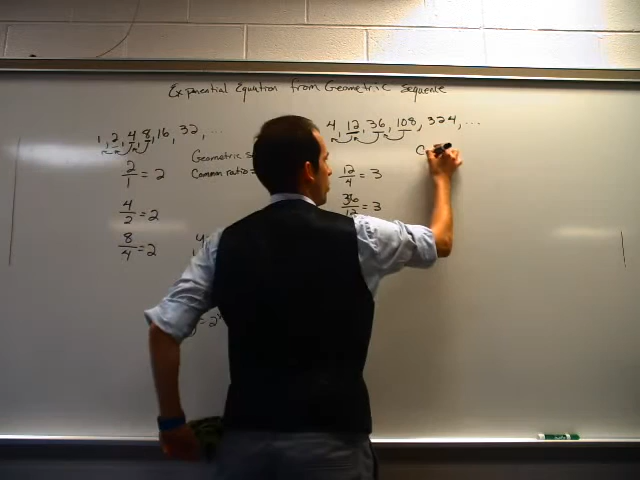 Exponential Equation from Geometric Sequence
1, 2, 4, 8, 16, 32, ...
2/1 = 2
4/2 = 2
8/4 = 2
Geometric s
Common ratio =
y
= 2
4, 12, 36, 108, 324, ...
12/4 = 3
36/12 = 3
C